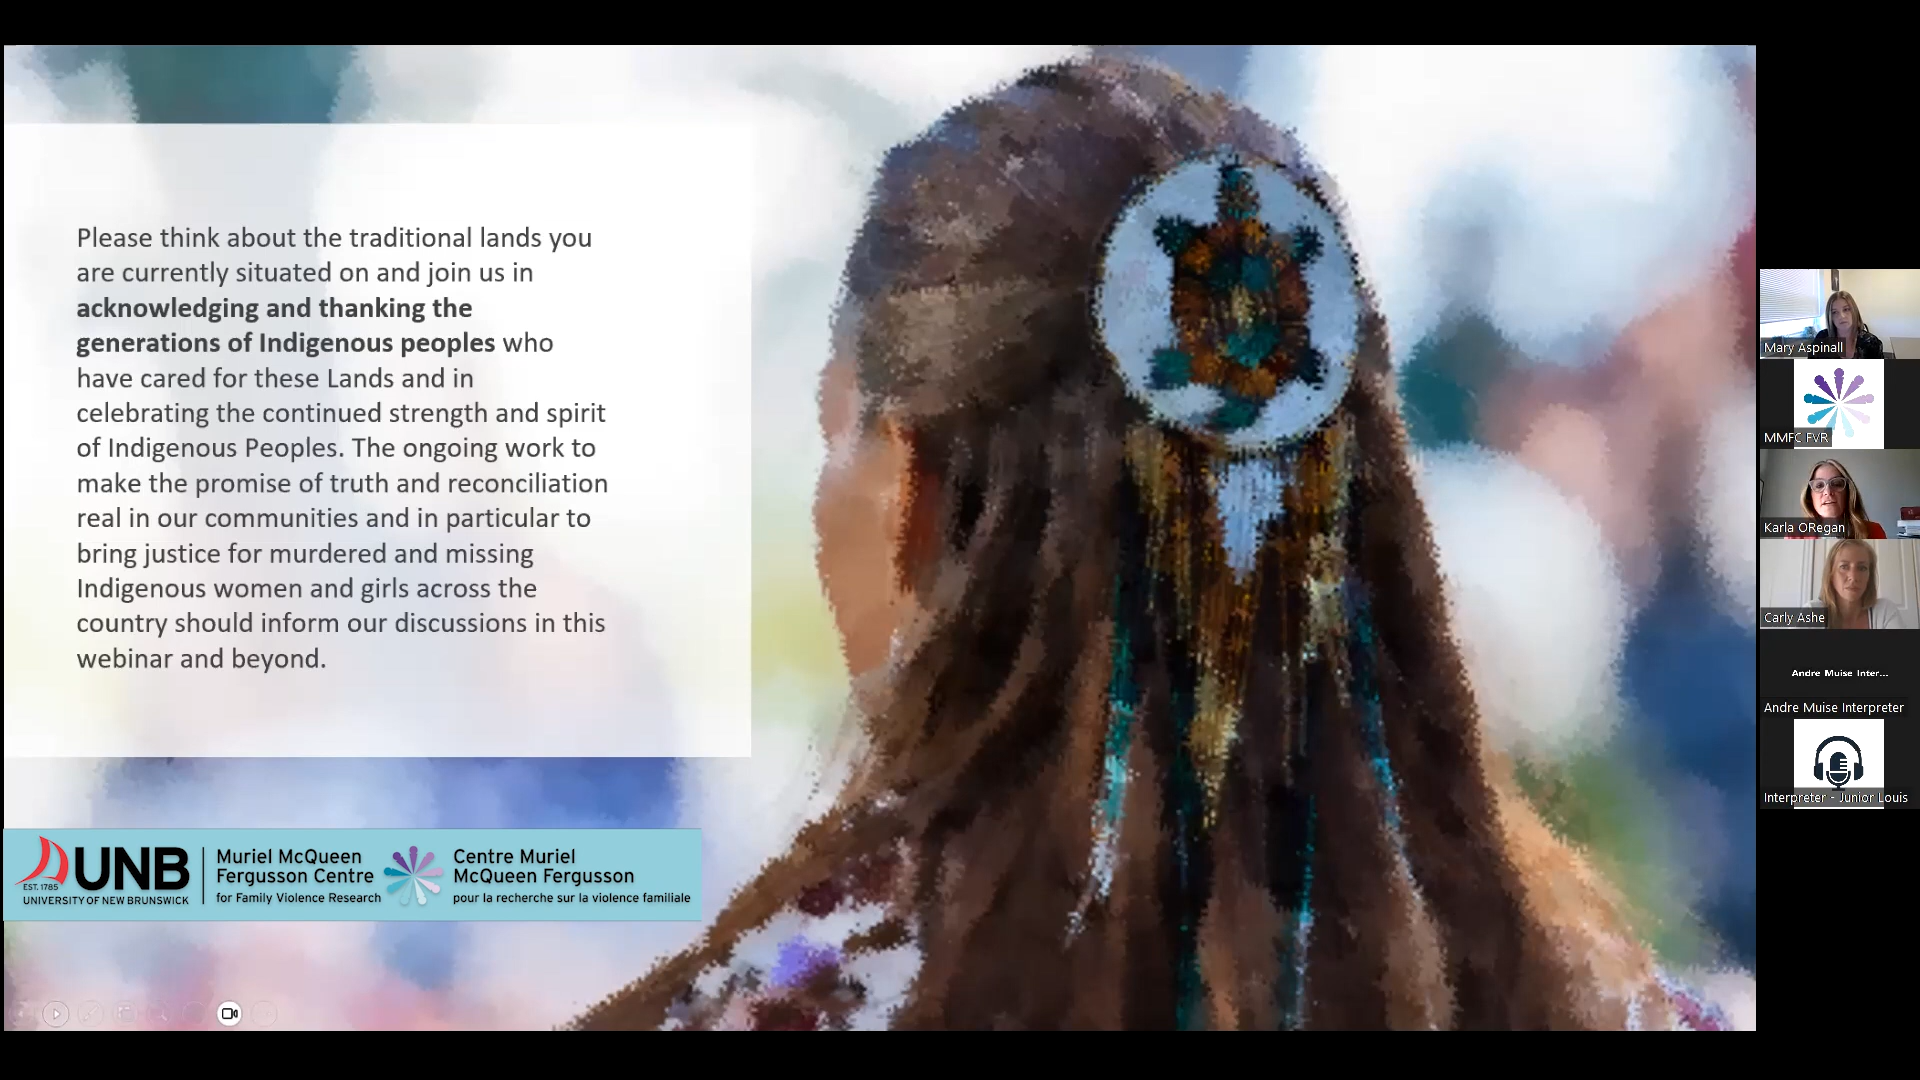 Please think about the traditional lands you
are currently situated on and join us in
acknowledging and thanking the
generations of Indigenous peoples who
have cared for these Lands and in
celebrating the continued strength and spirit
of Indigenous Peoples. The ongoing work to
make the promise of truth and reconciliation
real in our communities and in particular to
bring justice for murdered and missing
Indigenous women and girls across the
country should inform our discussions in this
webinar and beyond.
EST. 1785
UNB
UNIVERSITY OF NEW BRUNSWICK
Muriel McQueen
Fergusson Centre
for Family Violence Research
Centre Muriel
McQueen Fergusson
pour la recherche sur la violence familiale
Mary Aspinall
MMFC FVR
Karla ORegan
Carly Ashe
Andre Muise Inter...
Andre Muise Interpreter
Interpreter - Junior Louis